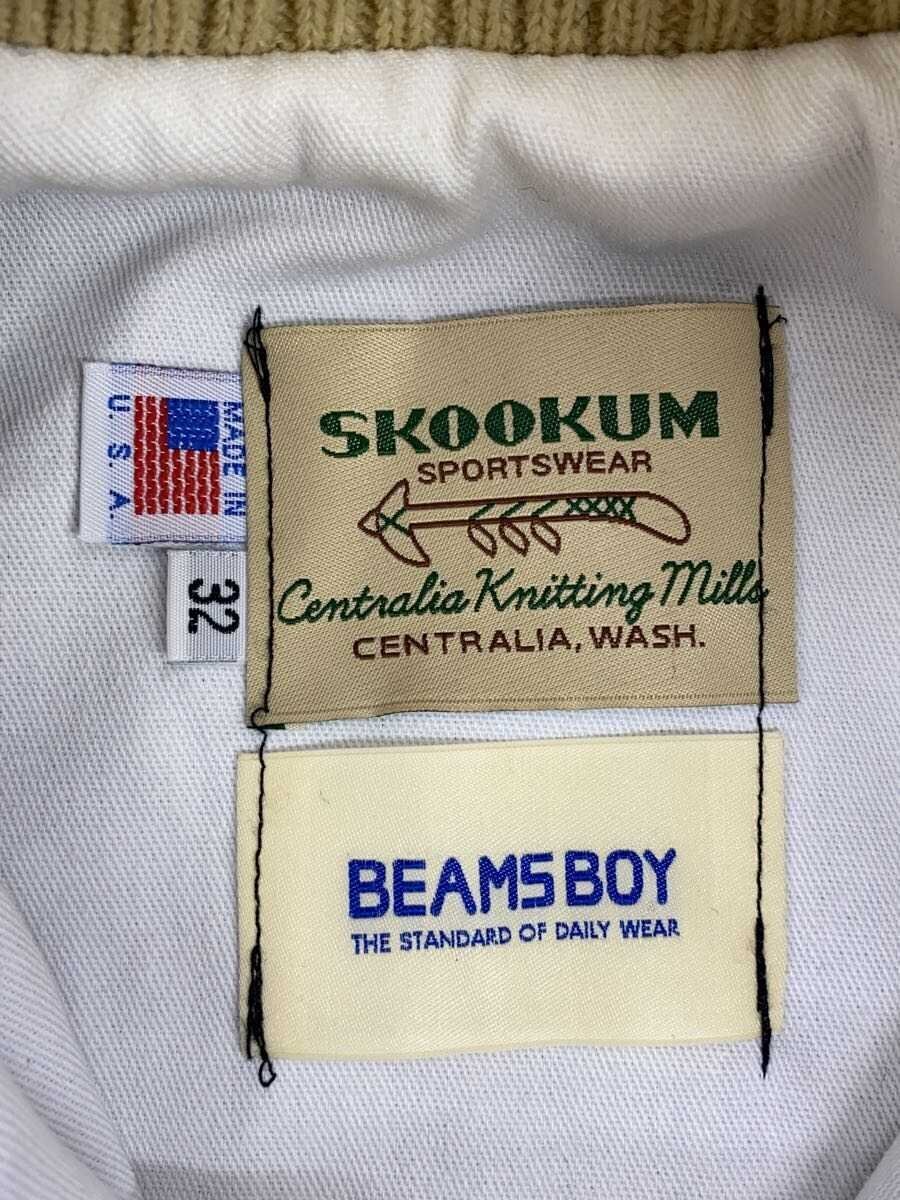 MADE IN
U.S.A.
32
SKOOKUM
SPORTSWEAR
Centralia Knitting Mills
CENTRALIA, WASH.
BEAMS BOY
THE STANDARD OF DAILY WEAR